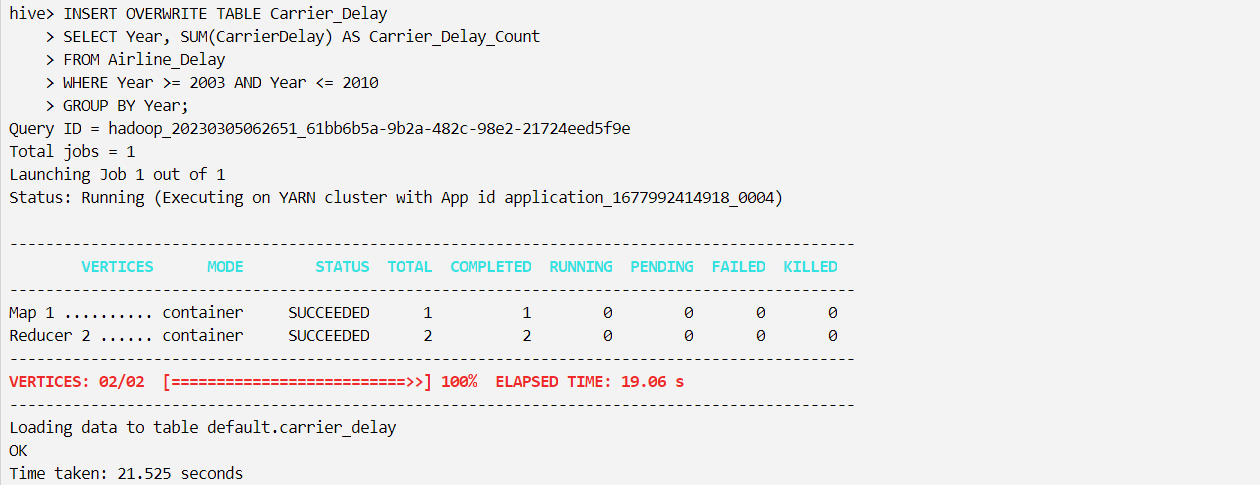 hive> INSERT OVERWRITE TABLE Carrier_Delay
    > SELECT Year, SUM(CarrierDelay) AS Carrier_Delay_Count
    > FROM Airline_Delay
    > WHERE Year >= 2003 AND Year <= 2010
    > GROUP BY Year;
Query ID = hadoop_20230305062651_61bb6b5a-9b2a-482c-98e2-21724eed5f9e
Total jobs = 1
Launching Job 1 out of 1
Status: Running (Executing on YARN cluster with App id application_1677992414918_0004)

----------------------------------------------------------------------------------------------
        VERTICES      MODE        STATUS  TOTAL  COMPLETED  RUNNING  PENDING  FAILED  KILLED
----------------------------------------------------------------------------------------------
Map 1 .......... container     SUCCEEDED      1          1        0        0       0       0
Reducer 2 ...... container     SUCCEEDED      2          2        0        0       0       0
----------------------------------------------------------------------------------------------
VERTICES: 02/02  [==========================>>] 100%  ELAPSED TIME: 19.06 s
----------------------------------------------------------------------------------------------
Loading data to table default.carrier_delay
OK
Time taken: 21.525 seconds